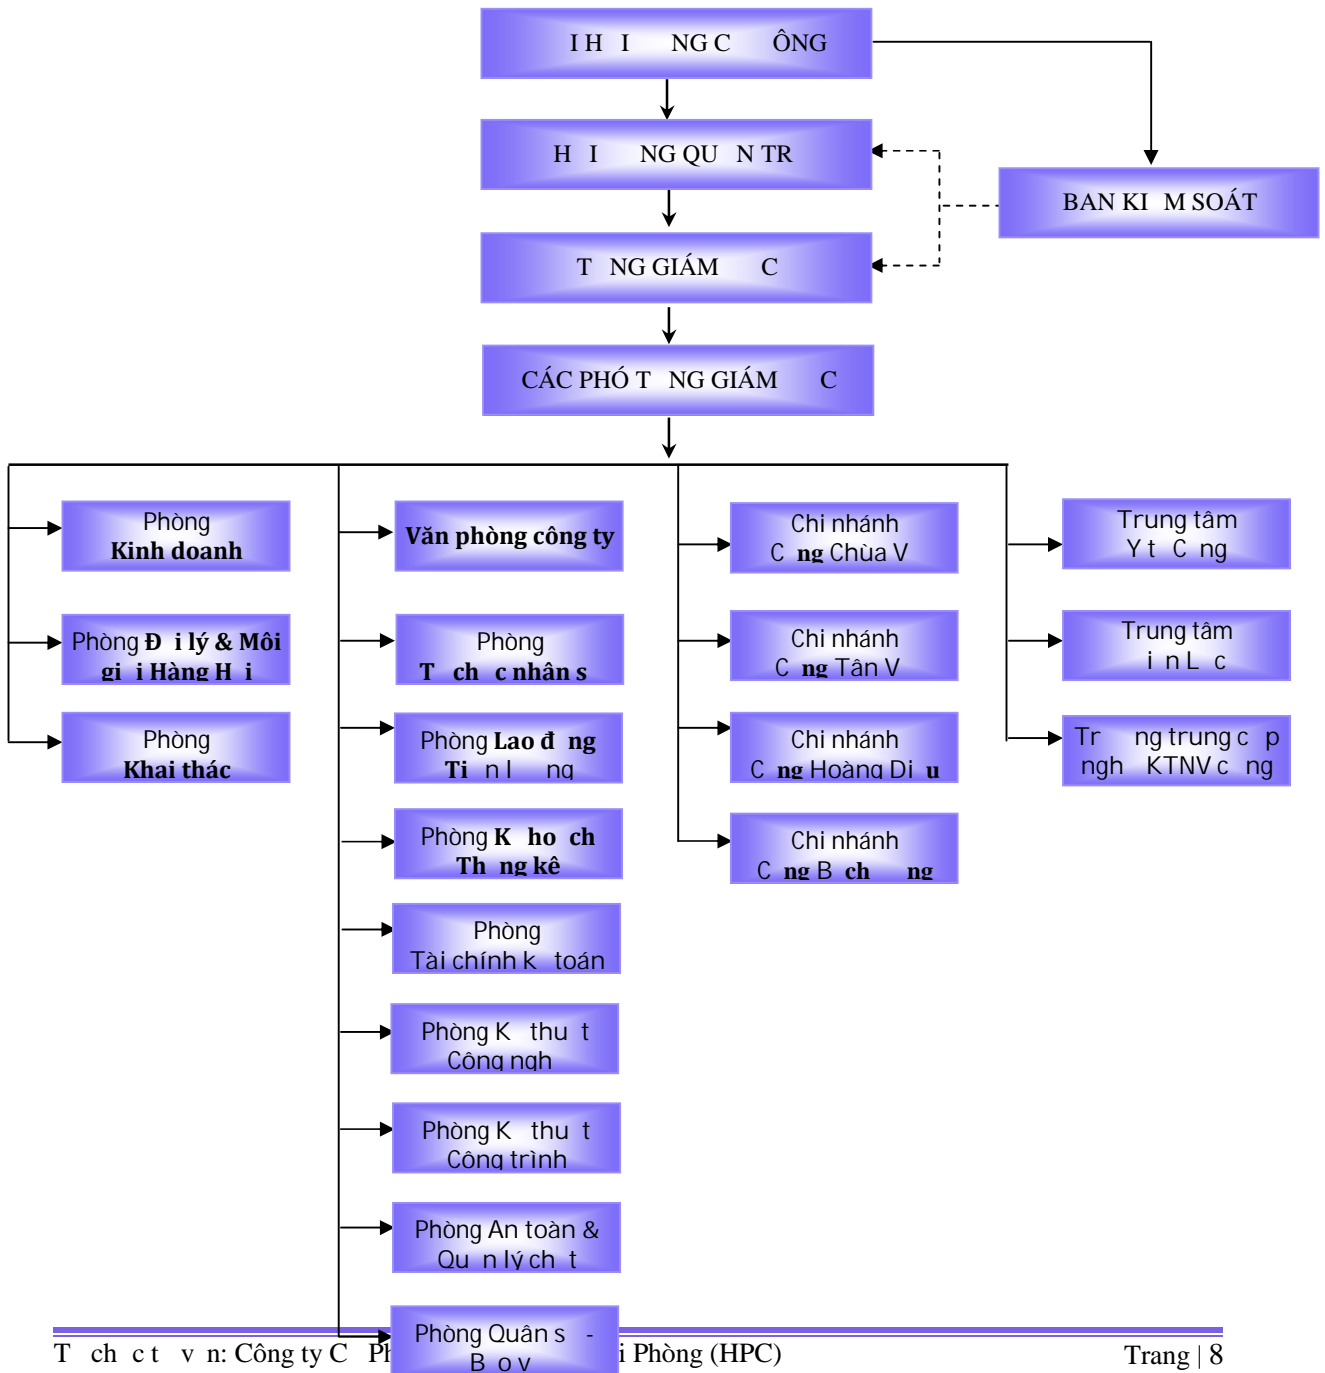 I H I NG C ÔNG
H I NG QU N TR
BAN KI M SOÁT
T NG GIÁM C
CÁC PHÓ T NG GIÁM C
Phòng
Kinh doanh
Phòng Đ i lý & Môi
gi i Hàng H i
Phòng
Khai thác
Văn phòng công ty
Phòng
T ch c nhân s
Phòng Lao đ ng
Ti n l ng
Phòng K ho ch
Th ng kê
Phòng
Tài chính k toán
Phòng K thu t
Công ngh
Phòng K thu t
Công trình
Phòng An toàn &
Qu n lý ch t
Phòng Quân s -
B o v
Chi nhánh
C ng Chùa V
Chi nhánh
C ng Tân V
Chi nhánh
C ng Hoàng Di u
Chi nhánh
C ng B ch ng
Trung tâm
Y t C ng
Trung tâm
i n L c
Tr ng trung c p
ngh KTNV c ng
T ch c t v n: Công ty C Ph i Phòng (HPC)
Trang | 8